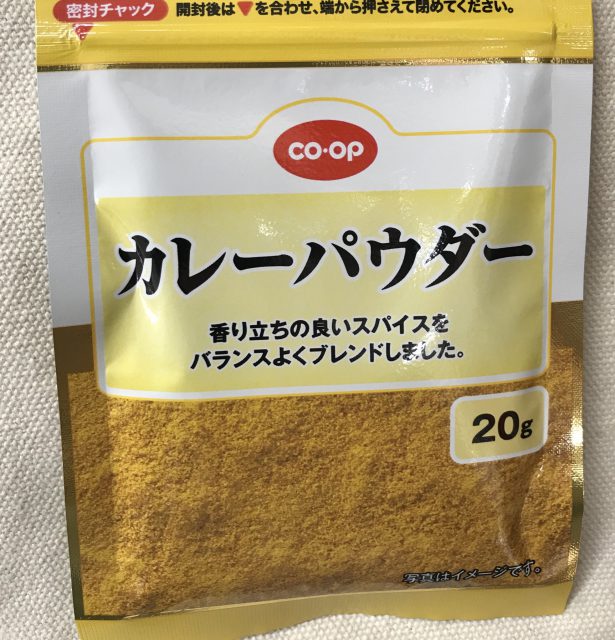 密封チャック 開封後は▼を合わせ、端から押さえて閉めてください。
CO・OP
カレーパウダー
香り立ちの良いスパイスを
バランスよくブレンドしました。
20g
写真はイメージです。